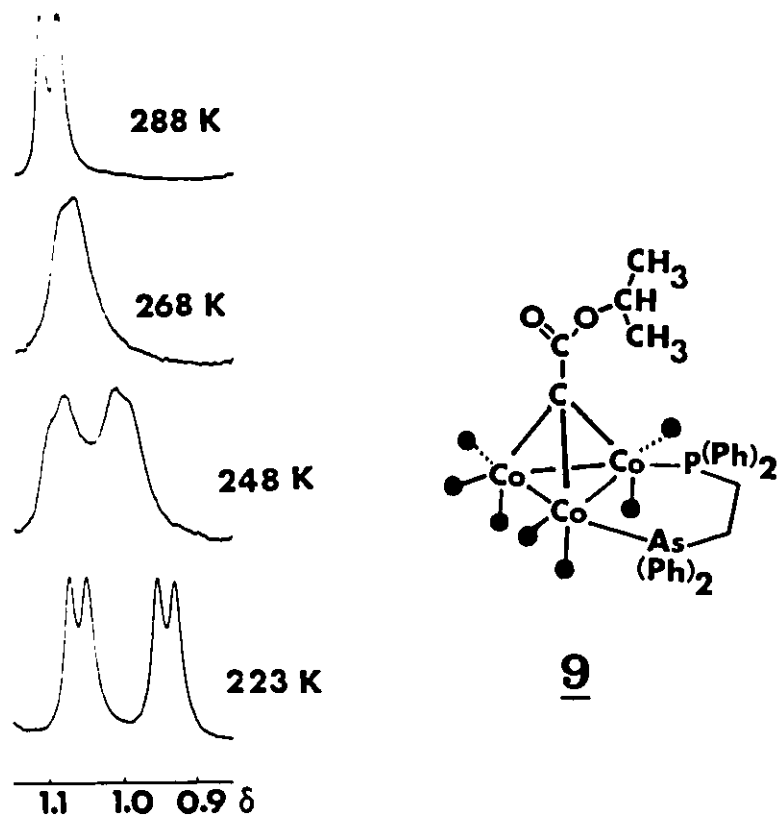 288 K
268 K
248 K
223 K
1.1 1.0 0.9 δ
CH3
O O CH
C CH3
C
Co Co P(Ph)2
Co
As
(Ph)2
9